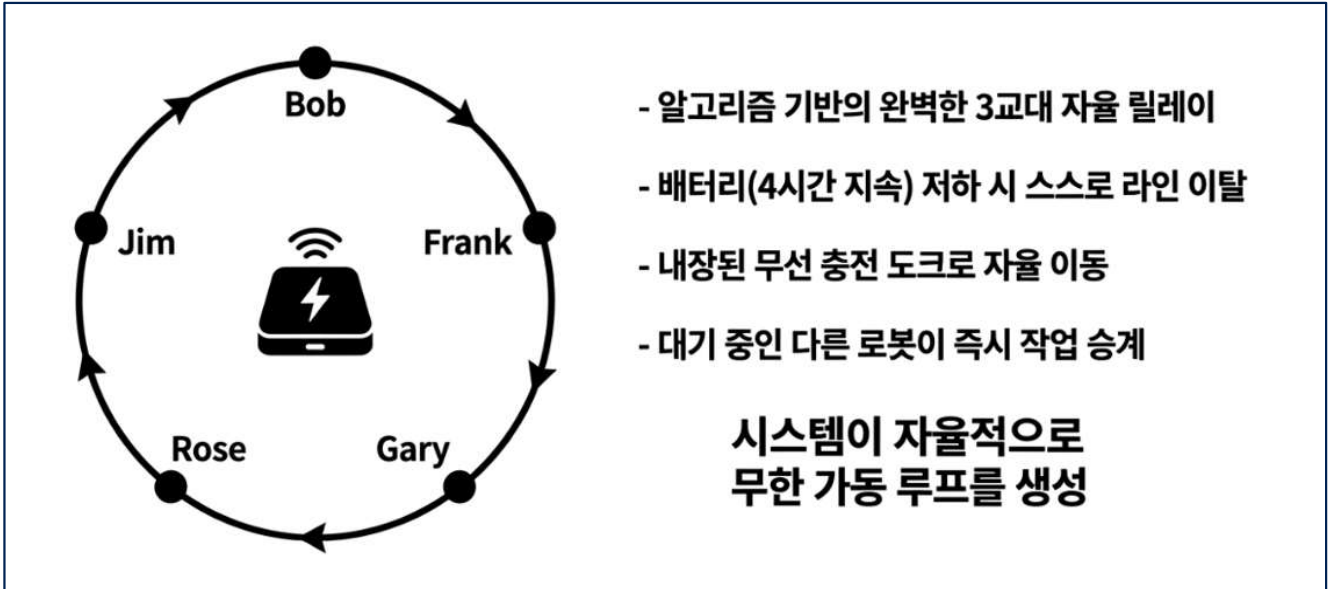 Bob
Jim
Frank
Rose
Gary
- 알고리즘 기반의 완벽한 3교대 자율 릴레이
- 배터리(4시간 지속) 저하 시 스스로 라인 이탈
- 내장된 무선 충전 도크로 자율 이동
- 대기 중인 다른 로봇이 즉시 작업 승계
시스템이 자율적으로
무한 가동 루프를 생성